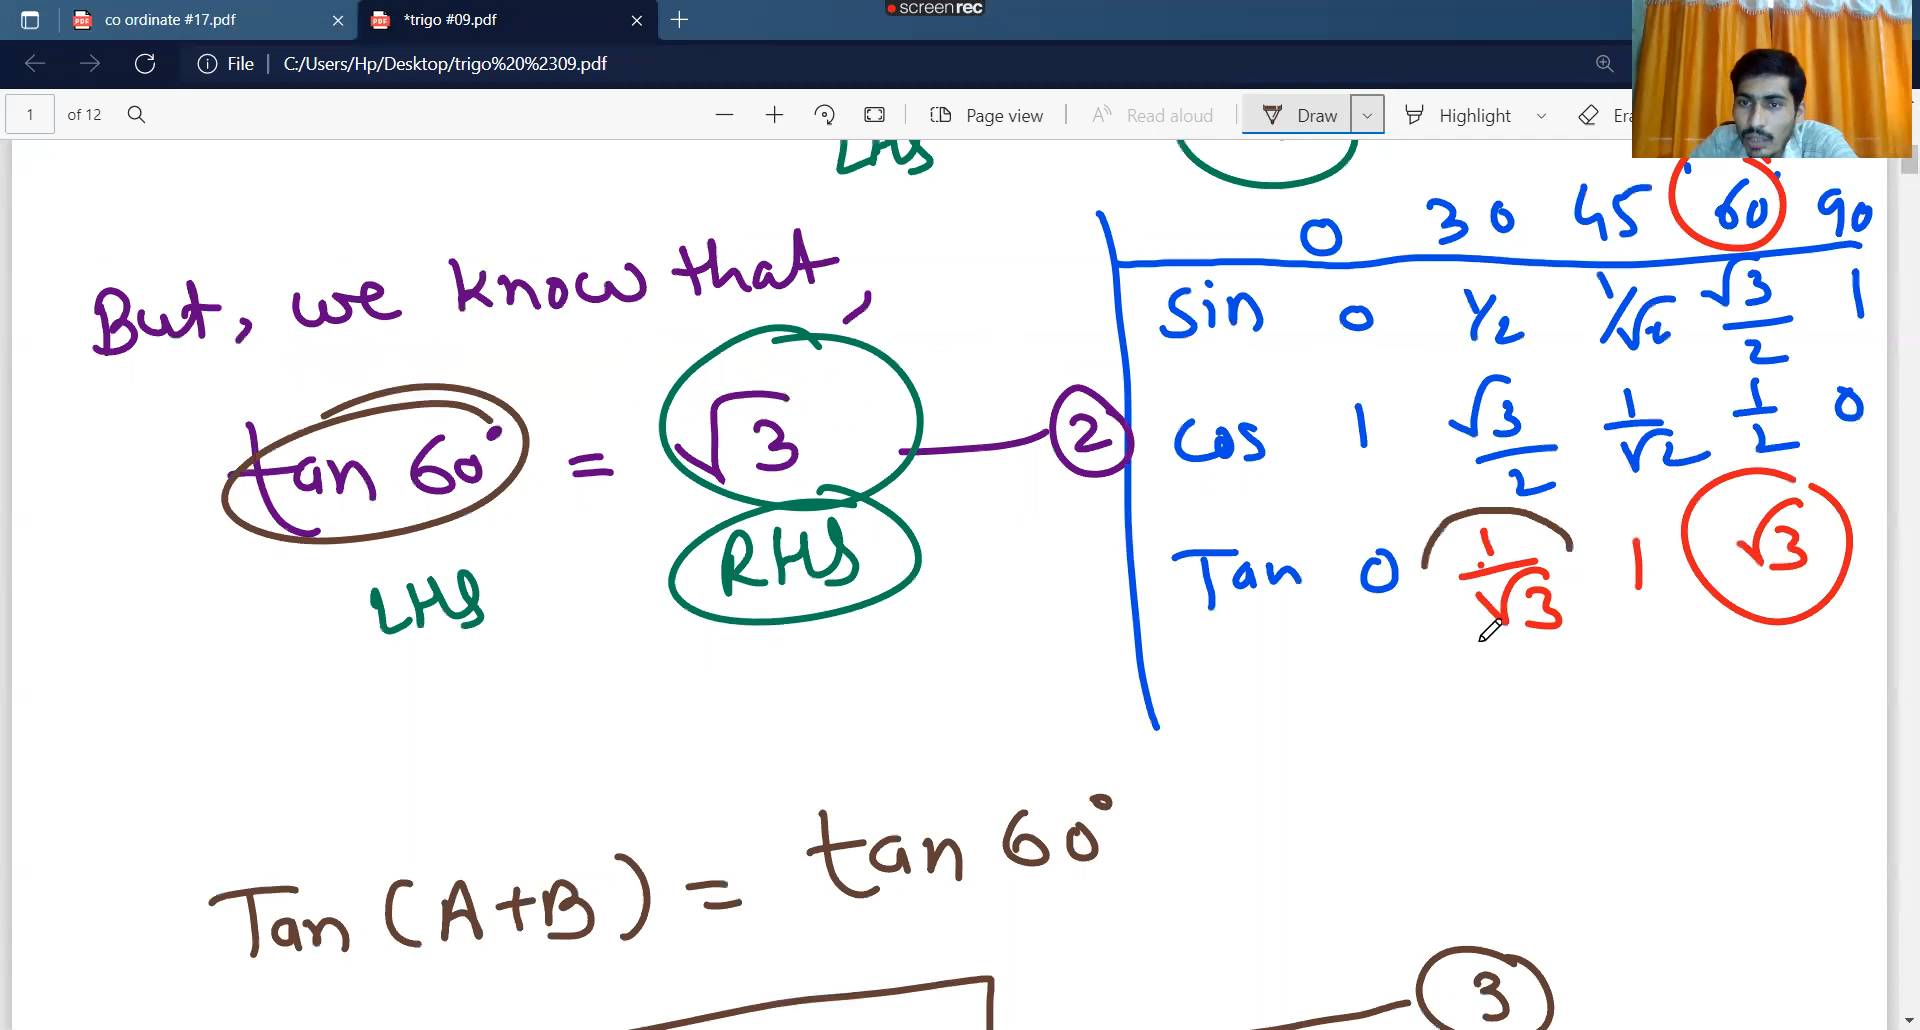 co ordinate #17.pdf
*trigo #09.pdf
screenrec
File
C:/Users/Hp/Desktop/trigo%20%2309.pdf
1 of 12
Page view
Read aloud
Draw
Highlight
Era
LHS
But, we know that,
tan 60° = √3 — 2
LHS
RHS
0 30 45 60 90
Sin 0 1/2 1/√2 √3/2 1
Cos 1 √3/2 1/√2 1/2 0
Tan 0 1/√3 1 √3
Tan (A+B) = tan 60°
3